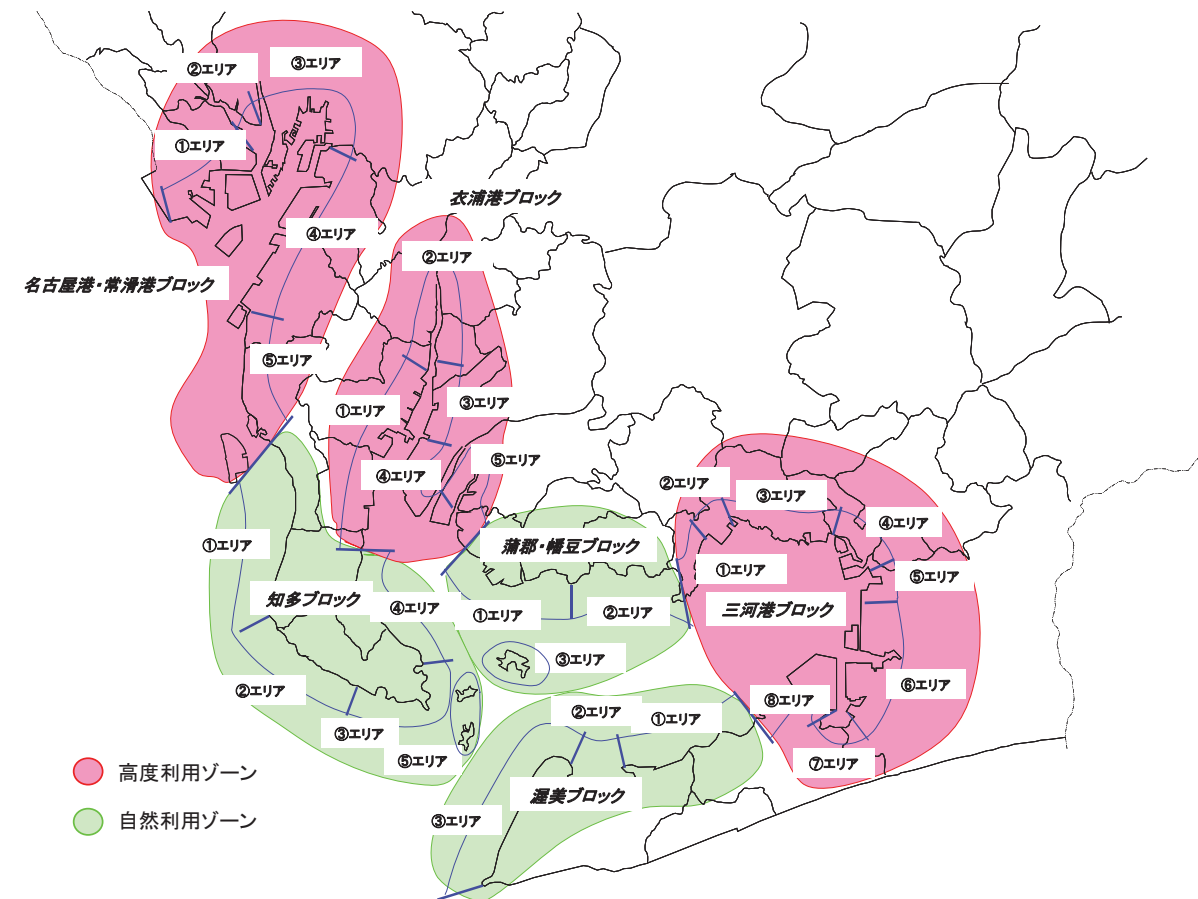 ②エリア
③エリア
①エリア
④エリア
名古屋港・常滑港ブロック
⑤エリア
衣浦港ブロック
②エリア
①エリア
③エリア
④エリア
⑤エリア
①エリア
知多ブロック
④エリア
②エリア
③エリア
⑤エリア
蒲郡・幡豆ブロック
①エリア
②エリア
③エリア
②エリア
③エリア
④エリア
①エリア
⑤エリア
三河港ブロック
⑥エリア
⑧エリア
⑦エリア
②エリア
①エリア
渥美ブロック
③エリア
高度利用ゾーン
自然利用ゾーン